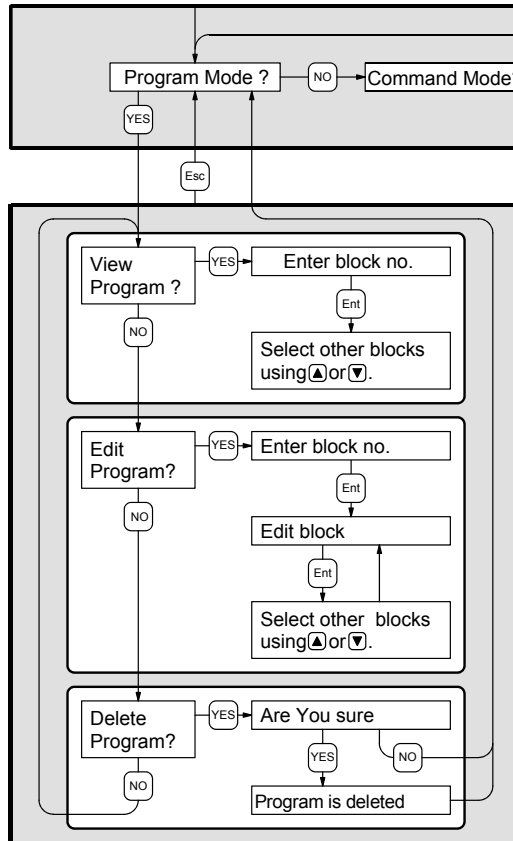 Program Mode ?
NO
Command Mode?
YES
Esc
View
Program ?
YES
Enter block no.
Ent
NO
Select other blocks
using▲or▼.
Edit
Program?
YES
Enter block no.
Ent
NO
Edit block
Ent
Select other blocks
using▲or▼.
Delete
Program?
YES
Are You sure
YES
NO
NO
Program is deleted